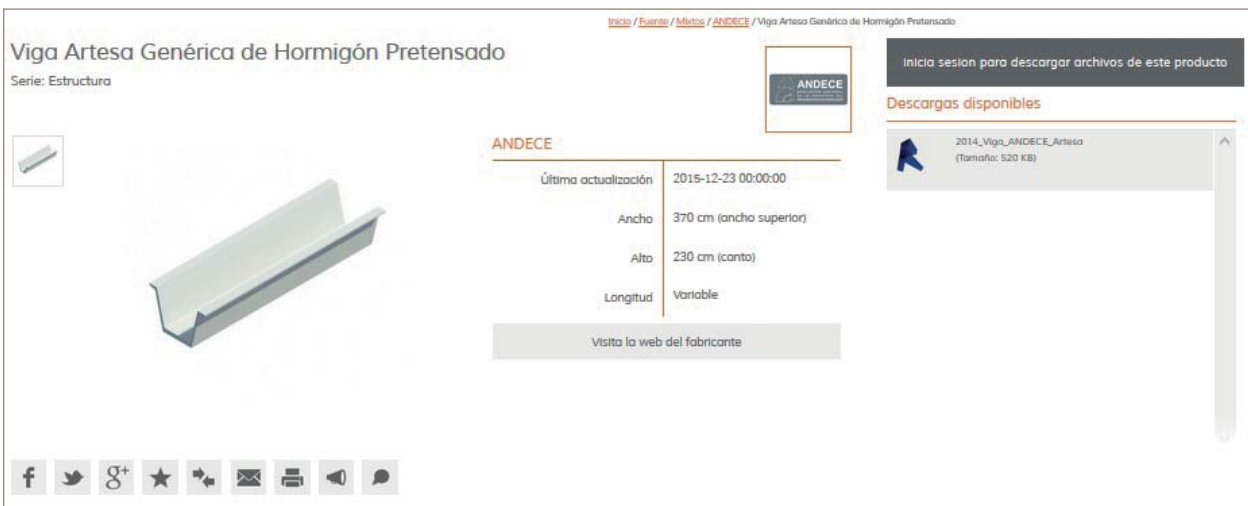 Inicio / Fuente / Mixtos / ANDECE / Viga Artesa Genérica de Hormigón Pretensado
Viga Artesa Genérica de Hormigón Pretensado
Serie: Estructura
ANDECE
inicia sesion para descargar archivos de este producto
Descargas disponibles
2014_Viga_ANDECE_Artesa
(Tamaño: 520 KB)
ANDECE
Última actualización 2015-12-23 00:00:00
Ancho 370 cm (ancho superior)
Alto 230 cm (canto)
Longitud Variable
Visita la web del fabricante